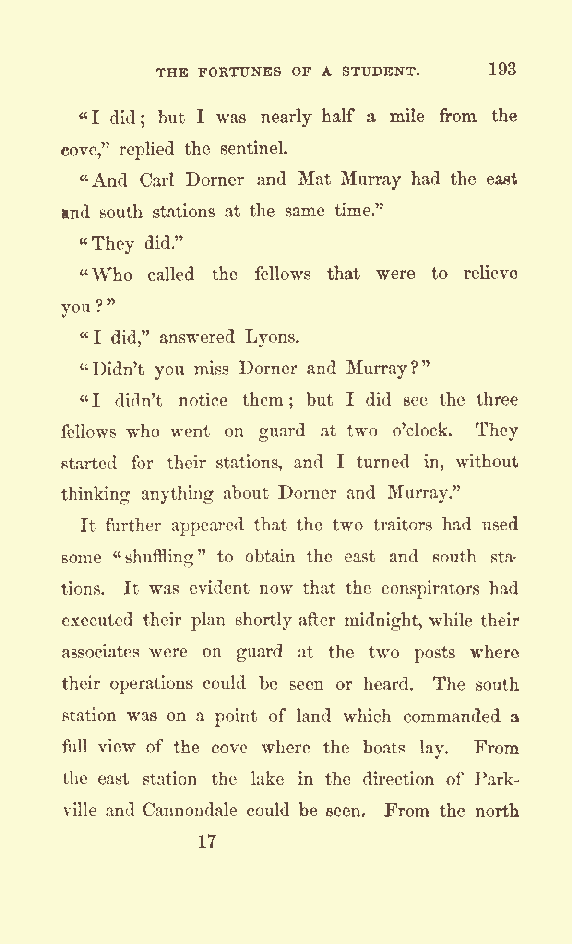 THE FORTUNES OF A STUDENT. 193
"I did; but I was nearly half a mile from the
cove," replied the sentinel.
"And Carl Dorner and Mat Murray had the east
and south stations at the same time."
"They did."
"Who called the fellows that were to relieve
you?"
"I did," answered Lyons.
"Didn't you miss Dorner and Murray?"
"I didn't notice them; but I did see the three
fellows who went on guard at two o'clock. They
started for their stations, and I turned in, without
thinking anything about Dorner and Murray."
It further appeared that the two traitors had used
some "shuffling" to obtain the east and south sta-
tions. It was evident now that the conspirators had
executed their plan shortly after midnight, while their
associates were on guard at the two posts where
their operations could be seen or heard. The south
station was on a point of land which commanded a
full view of the cove where the boats lay. From
the east station the lake in the direction of Park-
ville and Cannondale could be seen. From the north
17